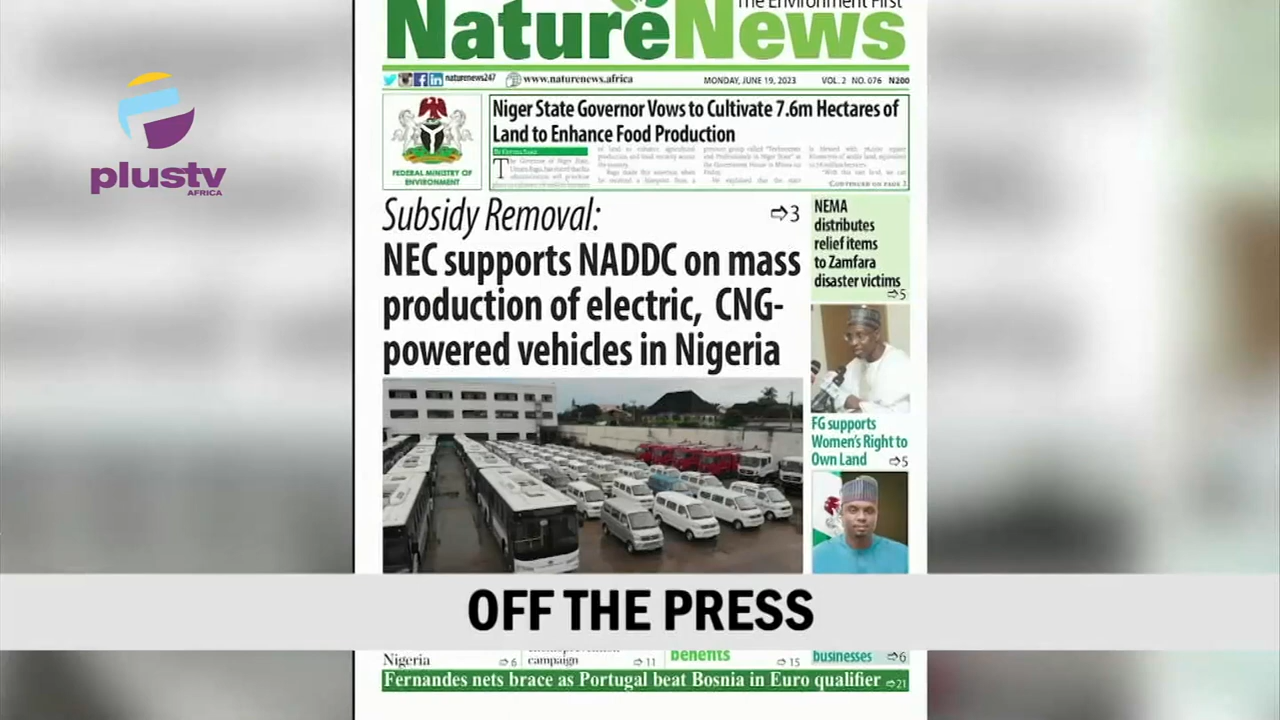 The Environment First
NatureNews
naturenews247
www.naturenews.africa
MONDAY, JUNE 19, 2023
VOL. 2 NO. 076 N200
plustv
AFRICA
FEDERAL MINISTRY OF
ENVIRONMENT
Niger State Governor Vows to Cultivate 7.6m Hectares of
Land to Enhance Food Production
CONTINUED ON PAGE 2
Subsidy Removal:
⇨3
NEC supports NADDC on mass
production of electric, CNG-
powered vehicles in Nigeria
NEMA
distributes
relief items
to Zamfara
disaster victims
⇨5
FG supports
Women's Right to
Own Land ⇨5
OFF THE PRESS
Nigeria ⇨6
campaign ⇨11
benefits
⇨15
businesses ⇨6
Fernandes nets brace as Portugal beat Bosnia in Euro qualifier ⇨21